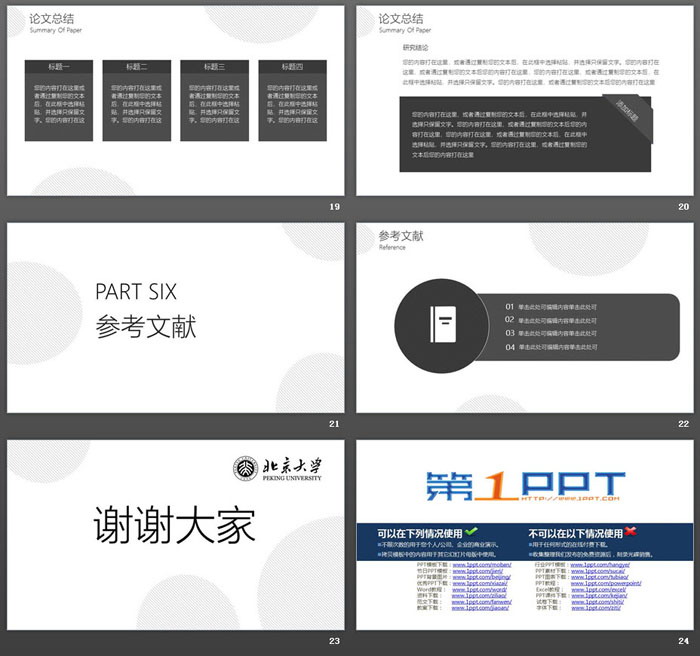 论文总结
Summary Of Paper
标题一
您的内容打在这里或
者通过复制您的文本
后，在此框中选择粘
贴，并选择只保留文
字。您的内容打在这
标题二
您的内容打在这里或
者通过复制您的文本
后，在此框中选择粘
贴，并选择只保留文
字。您的内容打在这
标题三
您的内容打在这里或
者通过复制您的文本
后，在此框中选择粘
贴，并选择只保留文
字。您的内容打在这
标题四
您的内容打在这里或
者通过复制您的文本
后，在此框中选择粘
贴，并选择只保留文
字。您的内容打在这
19
论文总结
Summary Of Paper
研究结论
您的内容打在这里，或者通过复制您的文本后，在此框中选择粘贴，并选择只保留文字。您的内容打在这
里，或者通过复制您的文本后您的内容打在这里，或者通过复制您的文本后，在此框中选择粘贴，并选
择只保留文字。您的内容打在这里，或者通过复制您的文本后您的内容打在这里，或者通过复制您的文本后
添加标题
您的内容打在这里，或者通过复制您的文本后，在此框中选择粘贴，并
选择只保留文字。您的内容打在这里，或者通过复制您的文本后您的内
容打在这里，或者通过复制您的文本后，在此框中
选择粘贴，并选择只保留文字。您的内容打在这里，或者通过复制您的
文本后您的内容打在这里
20
PART SIX
参考文献
21
参考文献
Reference
01 单击此处可编辑内容单击此处可
02 单击此处可编辑内容单击此处可
03 单击此处可编辑内容单击此处可
04 单击此处可编辑内容单击此处可
22
北京大学
PEKING UNIVERSITY
谢谢大家
23
第1PPT
HTTP://WWW.1PPT.COM
可以在下列情况使用
不限次数的用于您个人/公司、企业的商业演示。
拷贝模板中的内容用于其它幻灯片母版中使用。
不可在以下情况使用
用于任何形式的在线付费下载。
收集整理我们发布的免费资源后，刻录光碟销售。
PPT模板下载：www.1ppt.com/moban/
节日PPT模板：www.1ppt.com/jieri/
PPT背景图片：www.1ppt.com/beijing/
优秀PPT下载：www.1ppt.com/xiazai/
Word教程：www.1ppt.com/word/
资料下载：www.1ppt.com/ziliao/
范文下载：www.1ppt.com/fanwen/
教案下载：www.1ppt.com/jiaoan/
行业PPT模板：www.1ppt.com/hangye/
PPT素材下载：www.1ppt.com/sucai/
PPT图表下载：www.1ppt.com/tubiao/
PPT教程：www.1ppt.com/powerpoint/
Excel教程：www.1ppt.com/excel/
PPT课件下载：www.1ppt.com/kejian/
试卷下载：www.1ppt.com/shiti/
字体下载：www.1ppt.com/ziti/
24